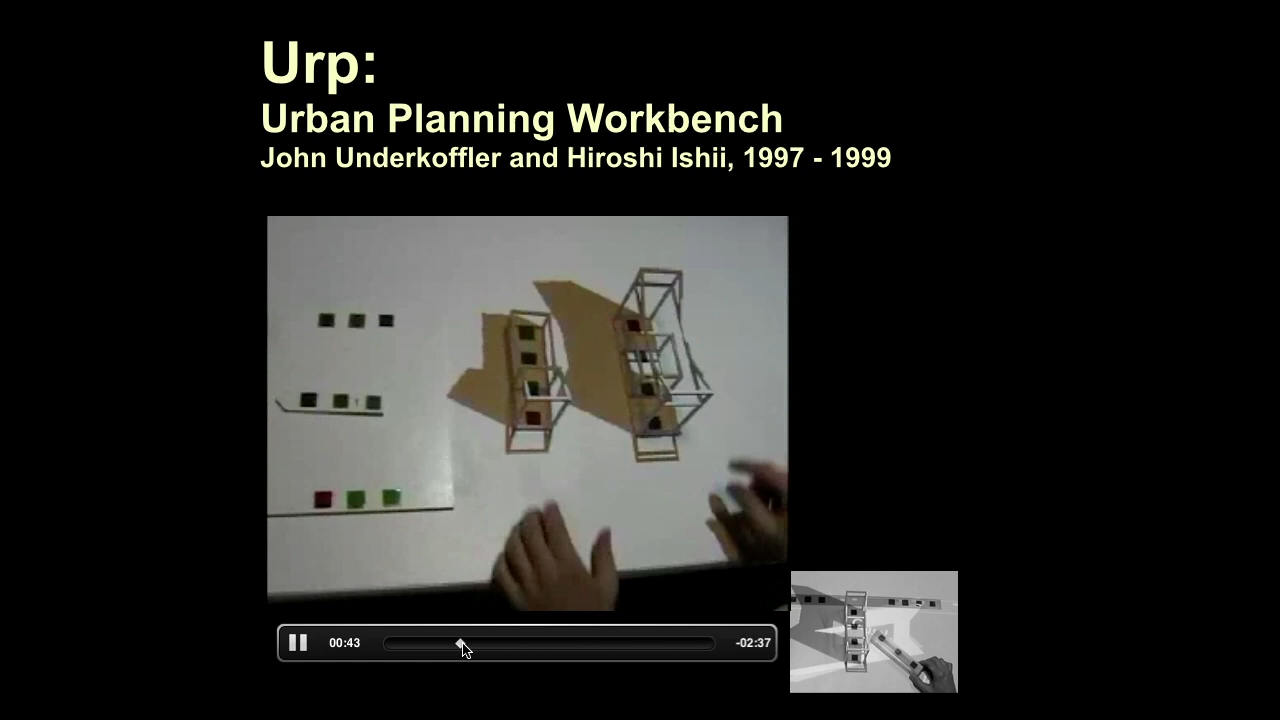 Urp:
Urban Planning Workbench
John Underkoffler and Hiroshi Ishii, 1997 - 1999
00:43
-02:37